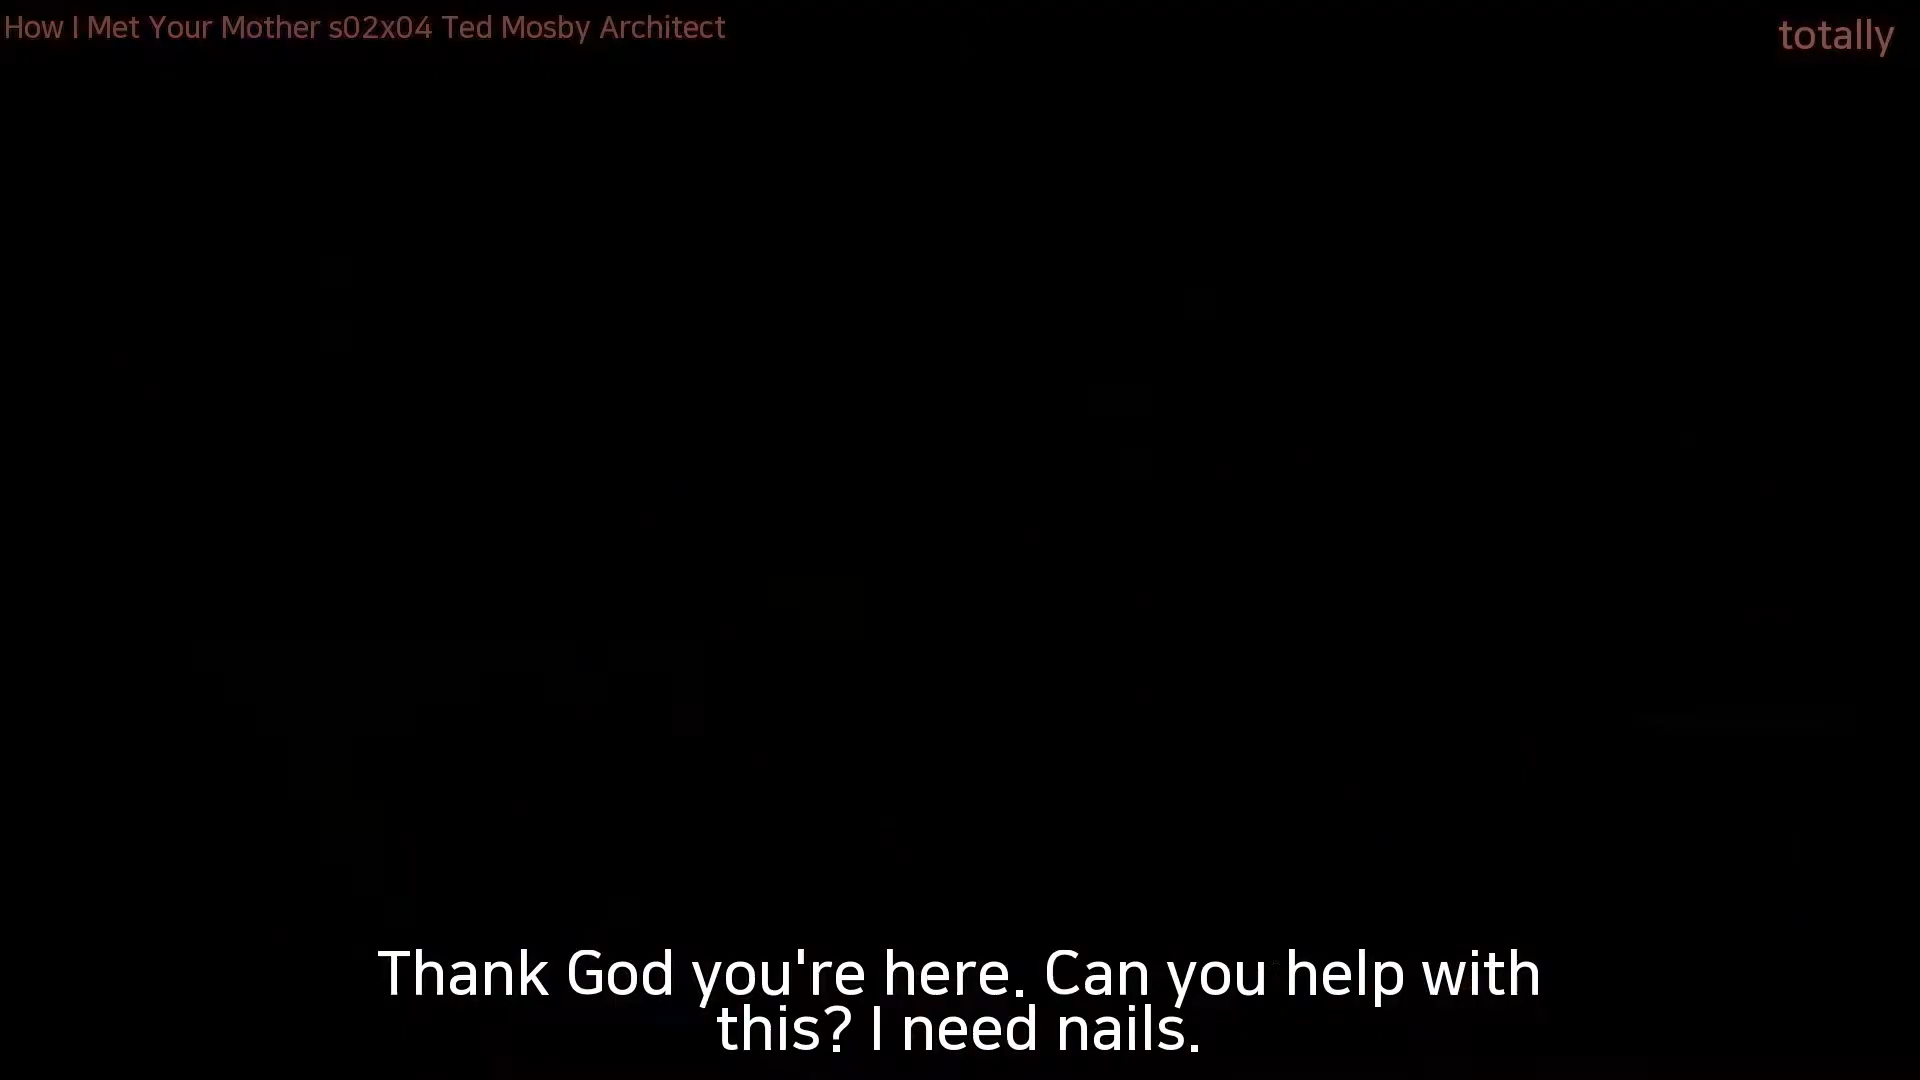 How I Met Your Mother s02x04 Ted Mosby Architect
totally
Thank God you're here. Can you help with
this? I need nails.